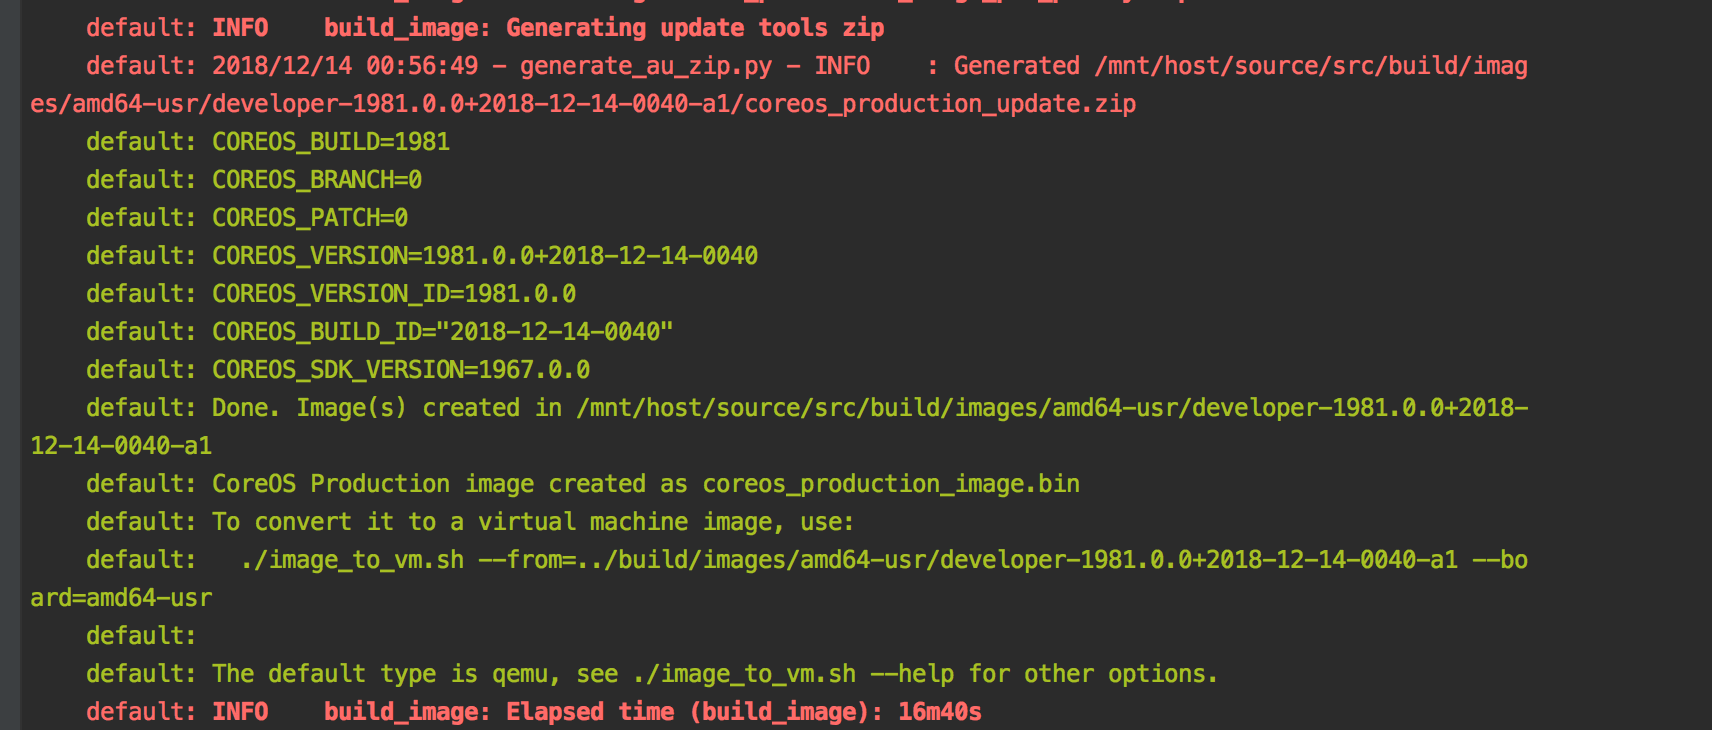 default: INFO    build_image: Generating update tools zip
default: 2018/12/14 00:56:49 - generate_au_zip.py - INFO    : Generated /mnt/host/source/src/build/imag
es/amd64-usr/developer-1981.0.0+2018-12-14-0040-a1/coreos_production_update.zip
default: COREOS_BUILD=1981
default: COREOS_BRANCH=0
default: COREOS_PATCH=0
default: COREOS_VERSION=1981.0.0+2018-12-14-0040
default: COREOS_VERSION_ID=1981.0.0
default: COREOS_BUILD_ID="2018-12-14-0040"
default: COREOS_SDK_VERSION=1967.0.0
default: Done. Image(s) created in /mnt/host/source/src/build/images/amd64-usr/developer-1981.0.0+2018-
12-14-0040-a1
default: CoreOS Production image created as coreos_production_image.bin
default: To convert it to a virtual machine image, use:
default:   ./image_to_vm.sh --from=../build/images/amd64-usr/developer-1981.0.0+2018-12-14-0040-a1 --bo
ard=amd64-usr
default:
default: The default type is qemu, see ./image_to_vm.sh --help for other options.
default: INFO    build_image: Elapsed time (build_image): 16m40s